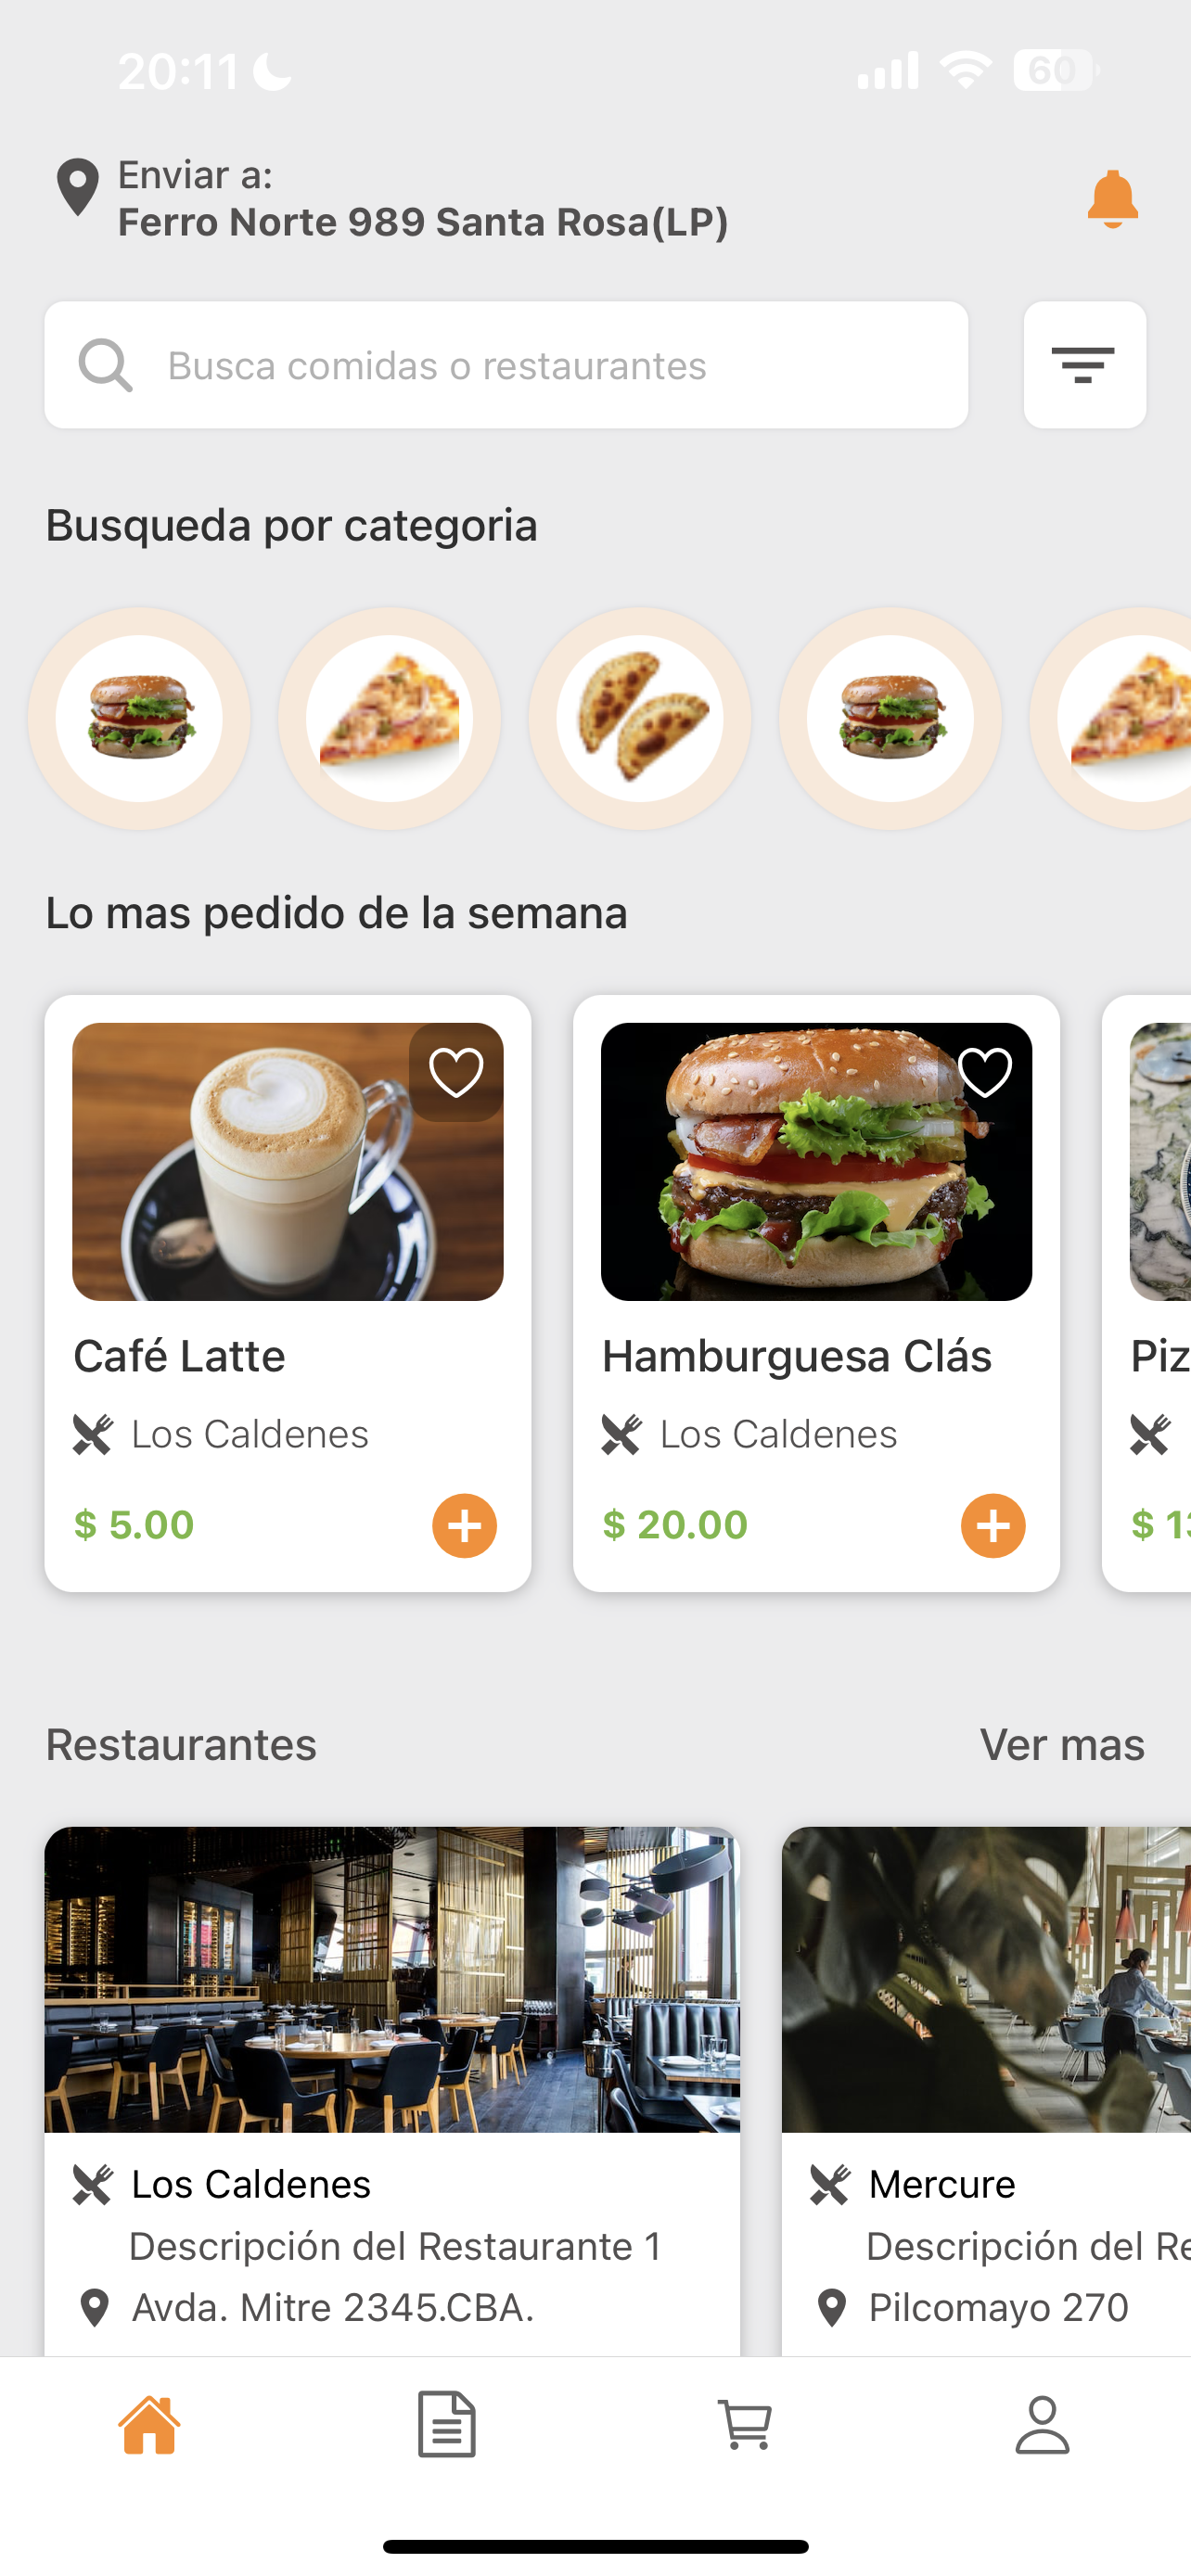 20:11
60
Enviar a:
Ferro Norte 989 Santa Rosa(LP)
Busca comidas o restaurantes
Busqueda por categoria
Lo mas pedido de la semana
Café Latte
Hamburguesa Clás
Piz
Los Caldenes
Los Caldenes
$ 5.00
$ 20.00
$ 13
Restaurantes
Ver mas
Los Caldenes
Descripción del Restaurante 1
Avda. Mitre 2345.CBA.
Mercure
Descripción del Re
Pilcomayo 270